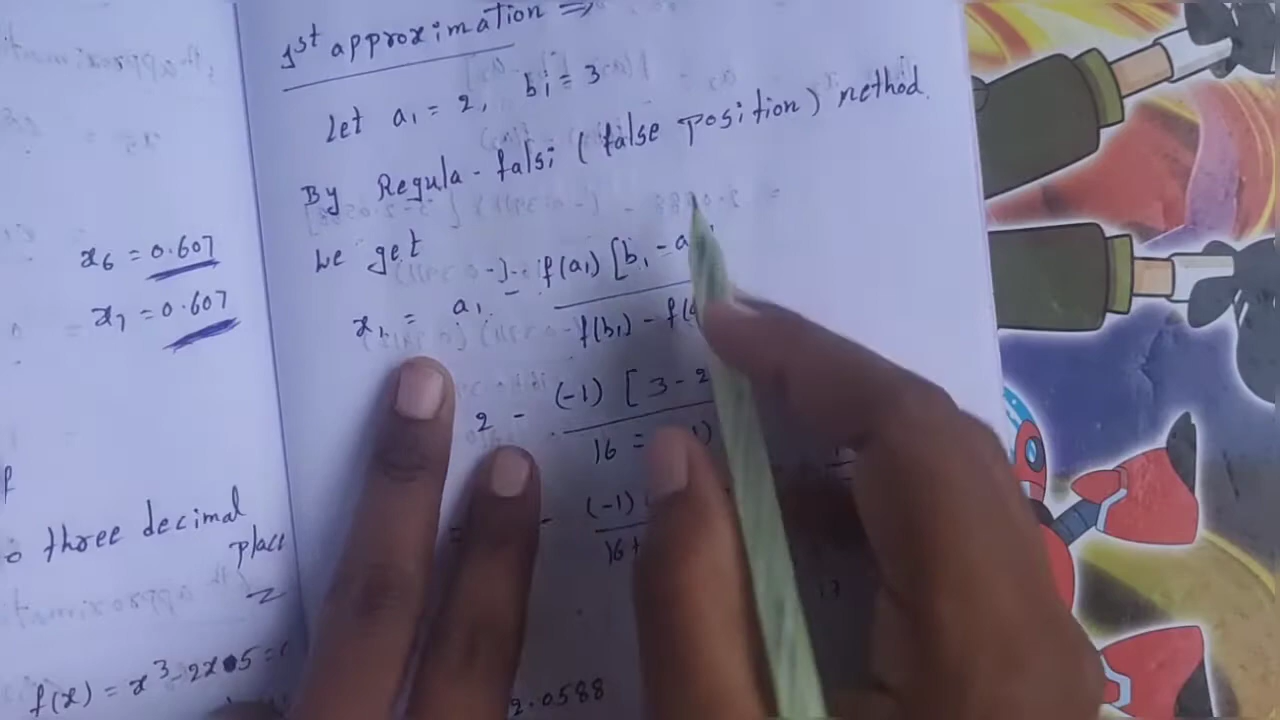 x6 = 0.607
x7 = 0.607
three decimal
place
f(x) = x³ - 2x 5 =
1st approximation ⇒
Let a1 = 2, b1 = 3
By Regula-falsi (false position) method.
we get
x1 = a1 - f(a1) [b1 - a
f(b1) - f(
2 - (-1) [3 - 2
16 = 1)
= - (-1)
16+
17
2.0588